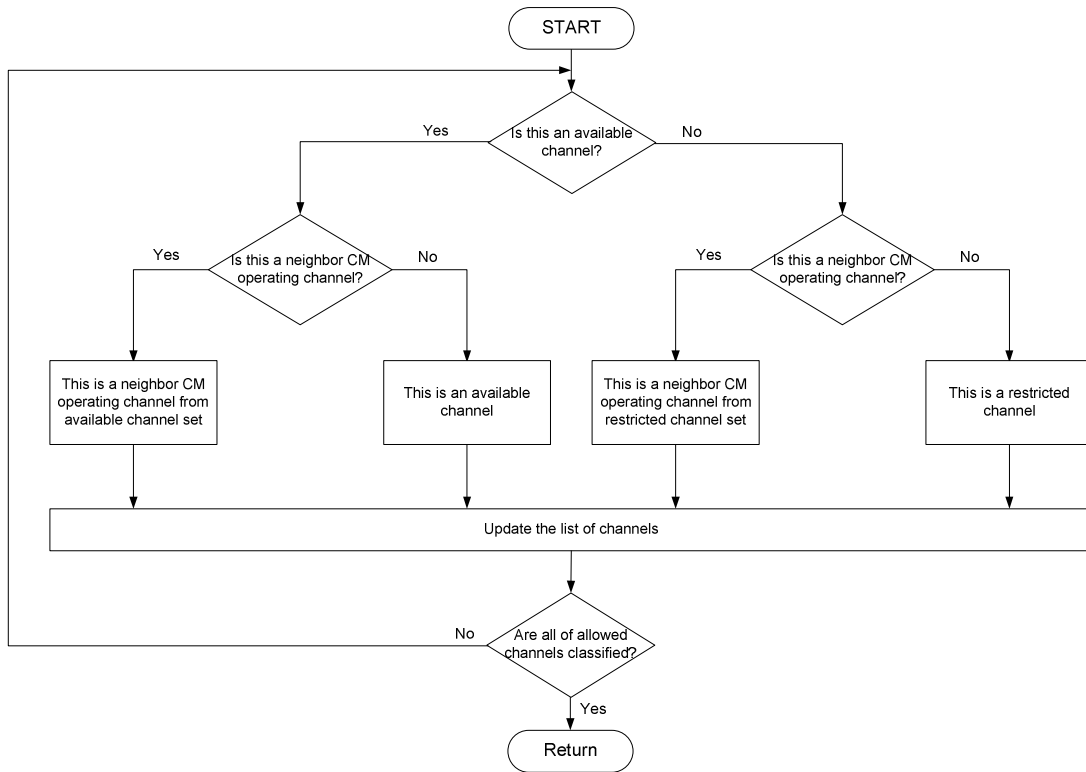 START
Yes
Is this an available
channel?
No
Yes
Is this a neighbor CM
operating channel?
No
Yes
Is this a neighbor CM
operating channel?
No
This is a neighbor CM
operating channel from
available channel set
This is an available
channel
This is a neighbor CM
operating channel from
restricted channel set
This is a restricted
channel
Update the list of channels
No
Are all of allowed
channels classified?
Yes
Return